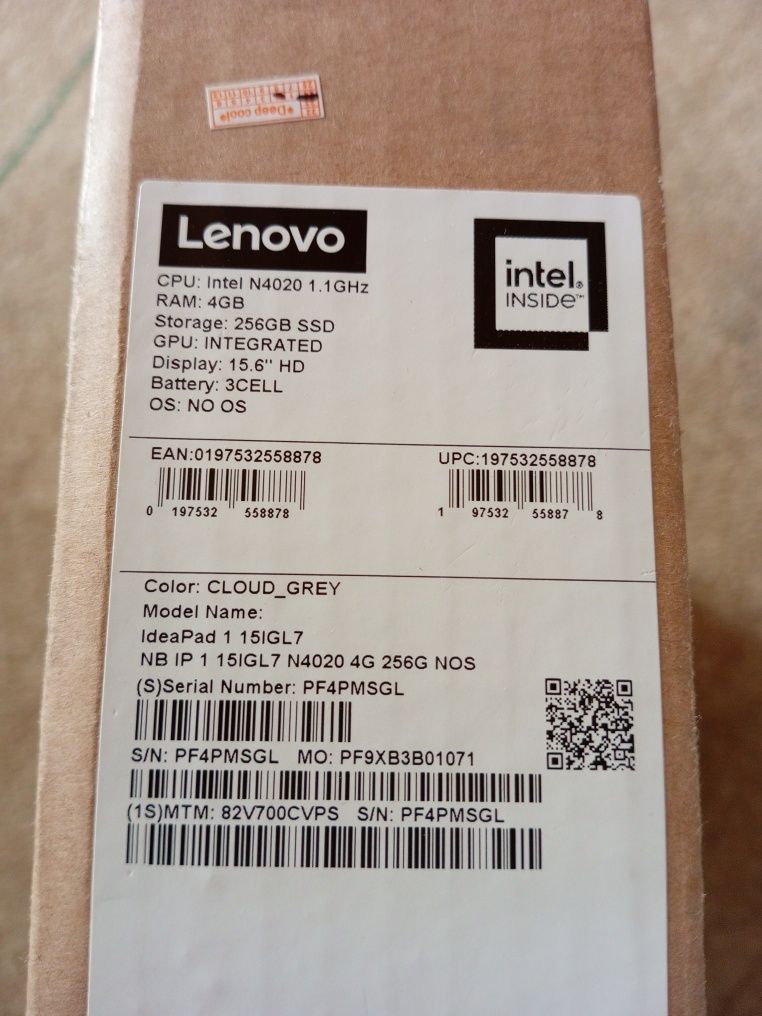 *Deep cool*
Lenovo
intel.
INSIDE™
CPU: Intel N4020 1.1GHz
RAM: 4GB
Storage: 256GB SSD
GPU: INTEGRATED
Display: 15.6" HD
Battery: 3CELL
OS: NO OS
EAN:0197532558878
0 197532 558878
UPC:197532558878
1 97532 55887 8
Color: CLOUD_GREY
Model Name:
IdeaPad 1 15IGL7
NB IP 1 15IGL7 N4020 4G 256G NOS
(S)Serial Number: PF4PMSGL
S/N: PF4PMSGL MO: PF9XB3B01071
(1S)MTM: 82V700CVPS S/N: PF4PMSGL